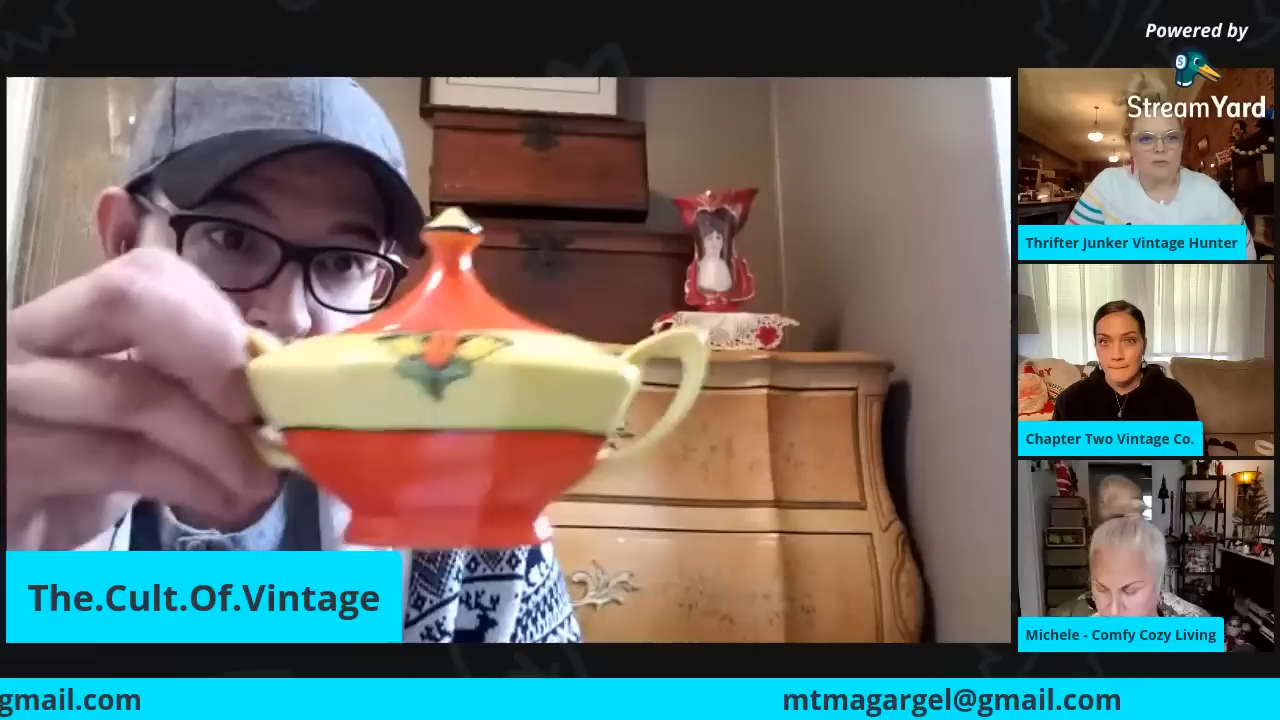 Powered by
StreamYard
Thrifter Junker Vintage Hunter
Chapter Two Vintage Co.
Michele - Comfy Cozy Living
The.Cult.Of.Vintage
gmail.com
mtmagargel@gmail.com